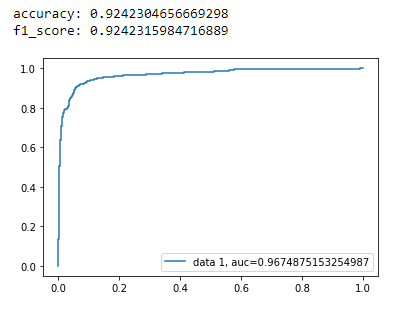 accuracy: 0.9242304656669298
f1_score: 0.9242315984716889
1.0
0.8
0.6
0.4
0.2
0.0
data 1, auc=0.9674875153254987
0.0 0.2 0.4 0.6 0.8 1.0